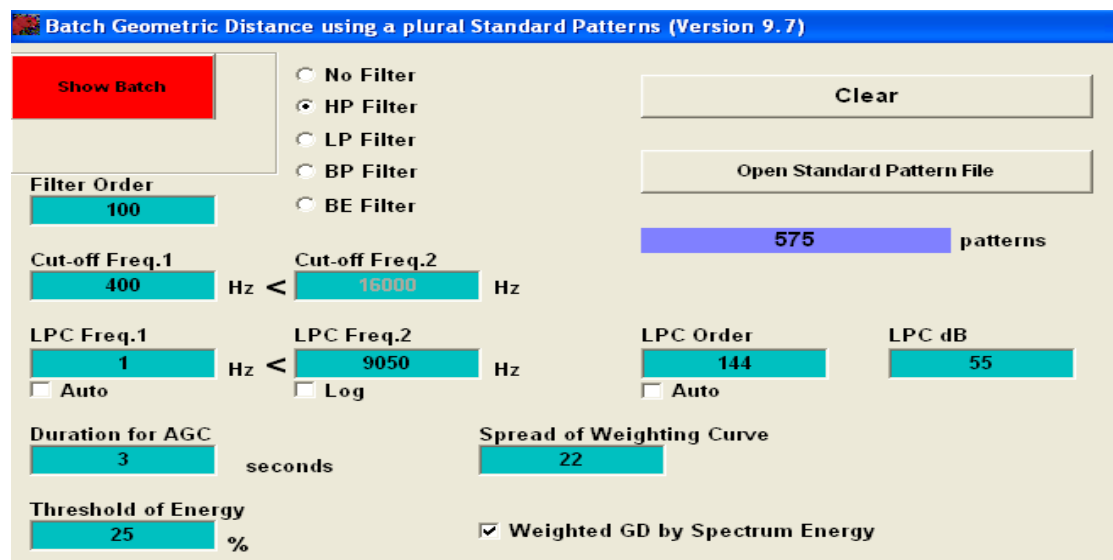 Batch Geometric Distance using a plural Standard Patterns (Version 9.7)
Show Batch
No Filter
HP Filter
LP Filter
BP Filter
BE Filter
Clear
Open Standard Pattern File
575 patterns
Filter Order
100
Cut-off Freq.1 Cut-off Freq.2
400 Hz < 16000 Hz
LPC Freq.1 LPC Freq.2 LPC Order LPC dB
1 Hz < 9050 Hz 144 55
Auto Log Auto
Duration for AGC Spread of Weighting Curve
3 seconds 22
Threshold of Energy
25 % Weighted GD by Spectrum Energy